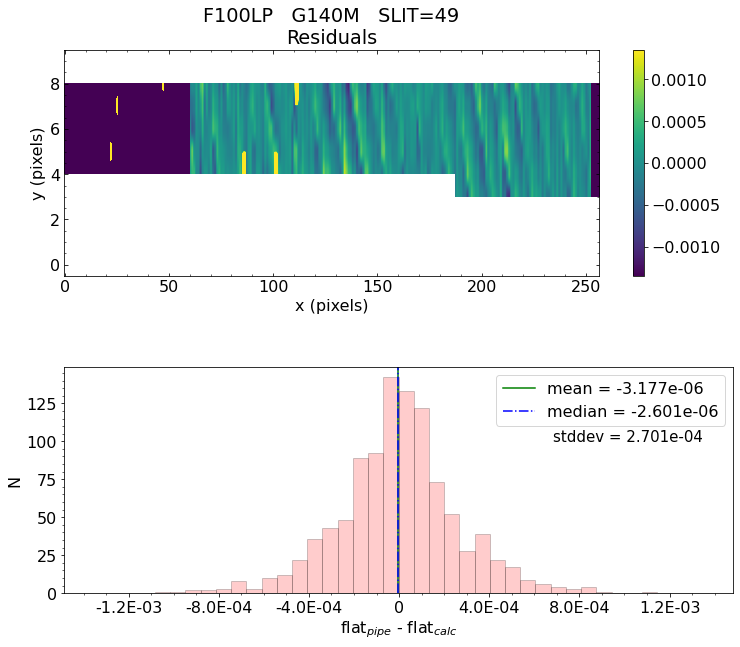 F100LP G140M SLIT=49
Residuals
y (pixels)
8
6
4
2
0
0 50 100 150 200 250
x (pixels)
0.0010
0.0005
0.0000
−0.0005
−0.0010
mean = -3.177e-06
median = -2.601e-06
stddev = 2.701e-04
N
125
100
75
50
25
0
-1.2E-03 -8.0E-04 -4.0E-04 0 4.0E-04 8.0E-04 1.2E-03
flat_pipe - flat_calc